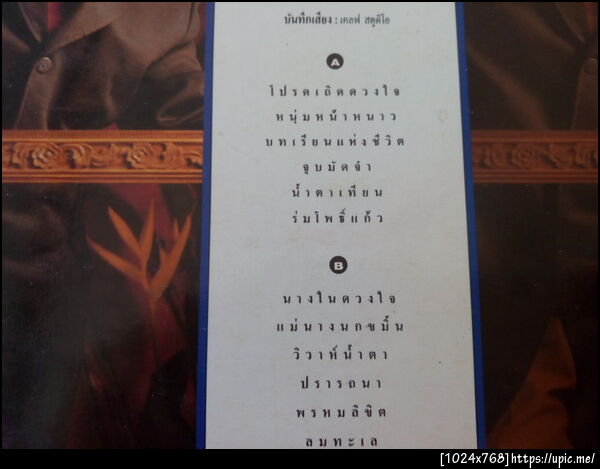 บันทึกเสียง : เคลฟ สตูดิโอ
A
โปรดเถิดดวงใจ
หนุ่มหน้าหนาว
บทเรียนแห่งชีวิต
จูบมัดจำ
น้ำตาเทียน
ร่มโพธิ์แก้ว
B
นางในดวงใจ
แม่นางนกขมิ้น
วิวาห์น้ำตา
ปรารถนา
พรหมลิขิต
ลมทะเล
[1024x768]https://upic.me/